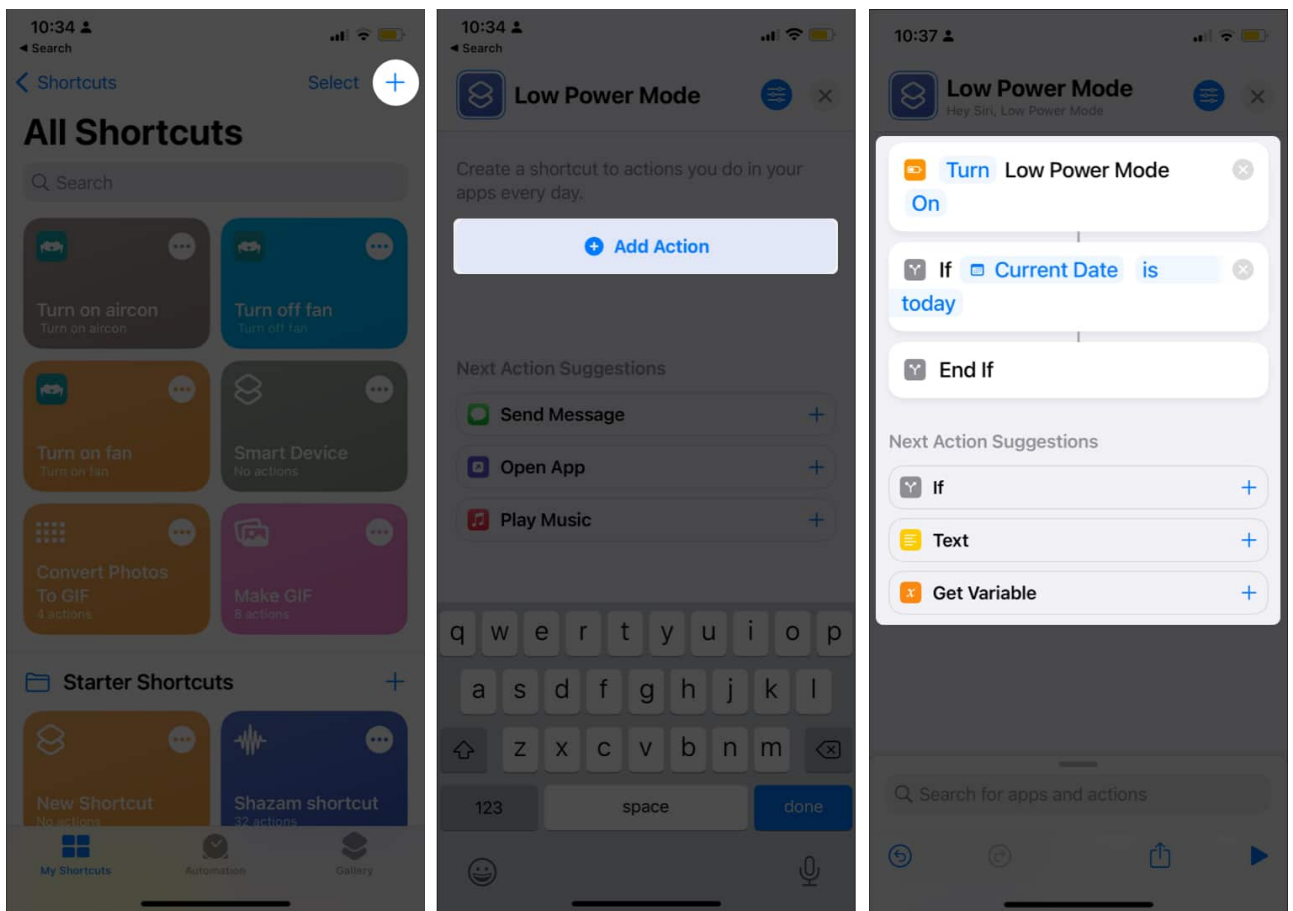 10:34
◀ Search
Shortcuts
Select
All Shortcuts
Search
Turn on aircon
Turn on aircon
Turn off fan
Turn off fan
Turn on fan
Turn on fan
Smart Device
No actions
Convert Photos
To GIF
4 actions
Make GIF
8 actions
Starter Shortcuts
New Shortcut
No actions
Shazam shortcut
32 actions
My Shortcuts
Automation
Gallery
10:34
◀ Search
Low Power Mode
Create a shortcut to actions you do in your
apps every day.
Add Action
Next Action Suggestions
Send Message
Open App
Play Music
q w e r t y u i o p
a s d f g h j k l
z x c v b n m
123 space done
10:37
Low Power Mode
Hey Siri, Low Power Mode
Turn Low Power Mode
On
If Current Date is
today
End If
Next Action Suggestions
If
Text
x Get Variable
Search for apps and actions